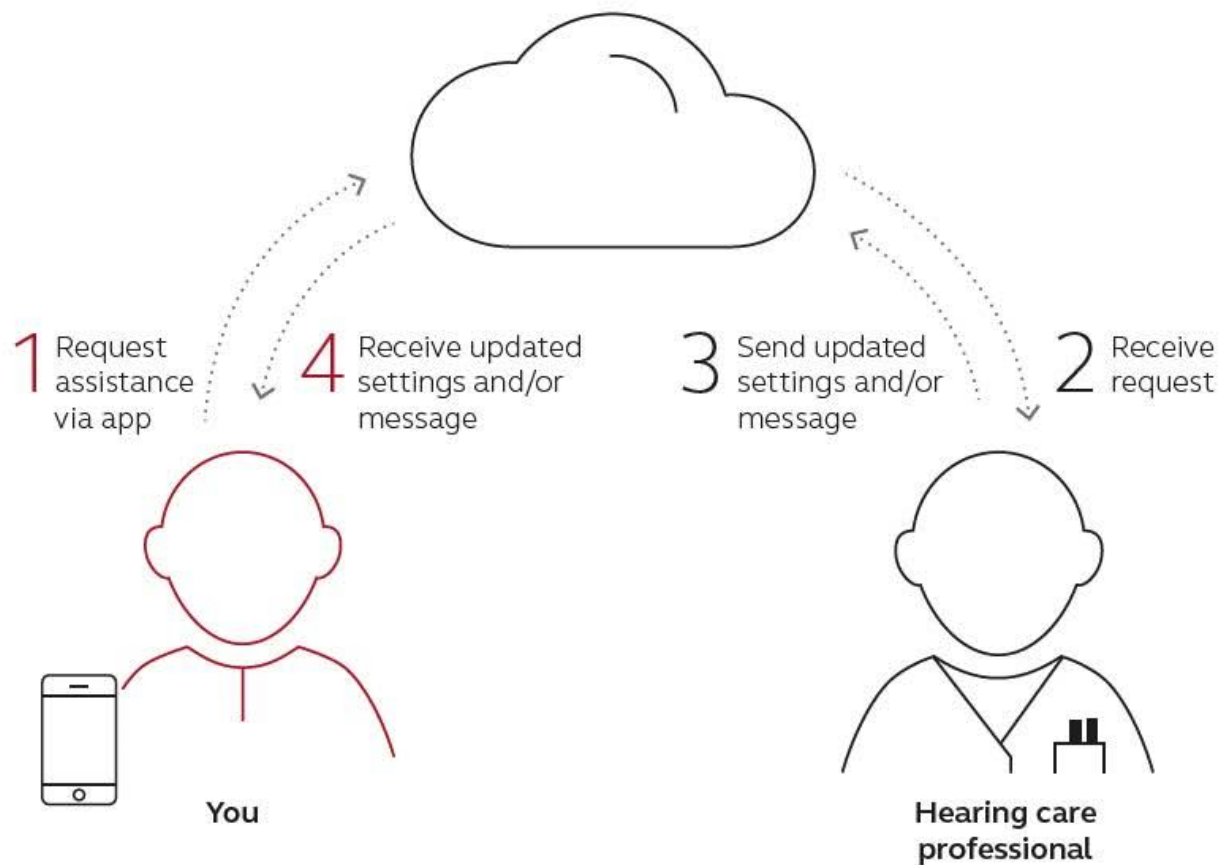 1 Request
assistance
via app
4 Receive updated
settings and/or
message
3 Send updated
settings and/or
message
2 Receive
request
You
Hearing care
professional